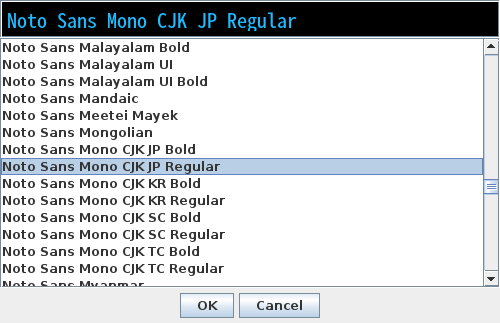 Noto Sans Mono CJK JP Regular
Noto Sans Malayalam Bold
Noto Sans Malayalam UI
Noto Sans Malayalam UI Bold
Noto Sans Mandaic
Noto Sans Meetei Mayek
Noto Sans Mongolian
Noto Sans Mono CJK JP Bold
Noto Sans Mono CJK JP Regular
Noto Sans Mono CJK KR Bold
Noto Sans Mono CJK KR Regular
Noto Sans Mono CJK SC Bold
Noto Sans Mono CJK SC Regular
Noto Sans Mono CJK TC Bold
Noto Sans Mono CJK TC Regular
Noto Sans Myanmar
OK Cancel